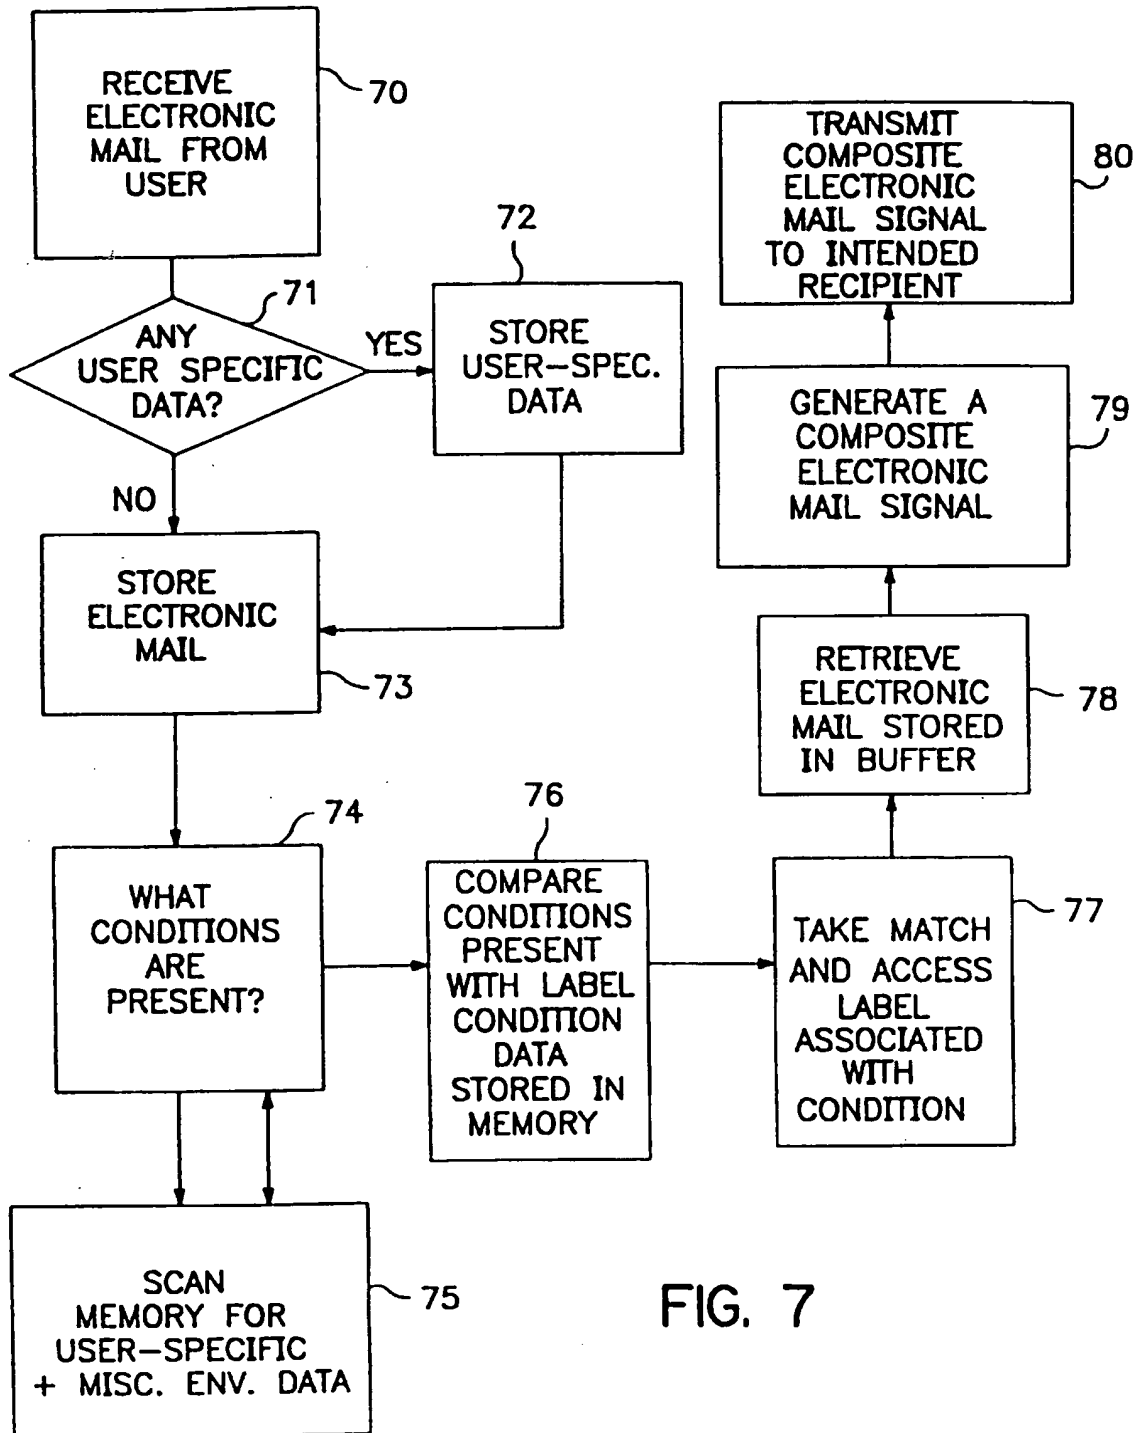 RECEIVE
ELECTRONIC
MAIL FROM
USER
70
ANY
USER SPECIFIC
DATA?
71
YES
NO
72
STORE
USER-SPEC.
DATA
STORE
ELECTRONIC
MAIL
73
74
WHAT
CONDITIONS
ARE
PRESENT?
SCAN
MEMORY FOR
USER-SPECIFIC
+ MISC. ENV. DATA
75
76
COMPARE
CONDITIONS
PRESENT
WITH LABEL
CONDITION
DATA
STORED IN
MEMORY
TAKE MATCH
AND ACCESS
LABEL
ASSOCIATED
WITH
CONDITION
77
RETRIEVE
ELECTRONIC
MAIL STORED
IN BUFFER
78
GENERATE A
COMPOSITE
ELECTRONIC
MAIL SIGNAL
79
TRANSMIT
COMPOSITE
ELECTRONIC
MAIL SIGNAL
TO INTENDED
RECIPIENT
80
FIG. 7